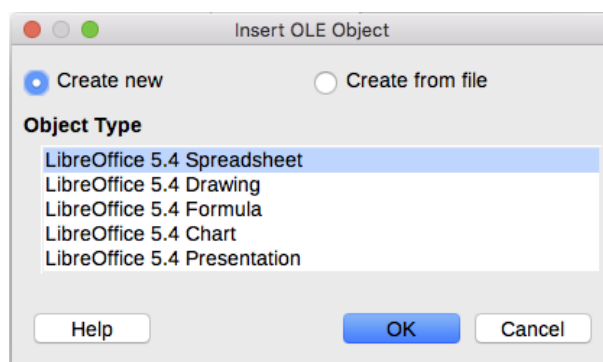 Insert OLE Object
Create new Create from file
Object Type
LibreOffice 5.4 Spreadsheet
LibreOffice 5.4 Drawing
LibreOffice 5.4 Formula
LibreOffice 5.4 Chart
LibreOffice 5.4 Presentation
Help OK Cancel